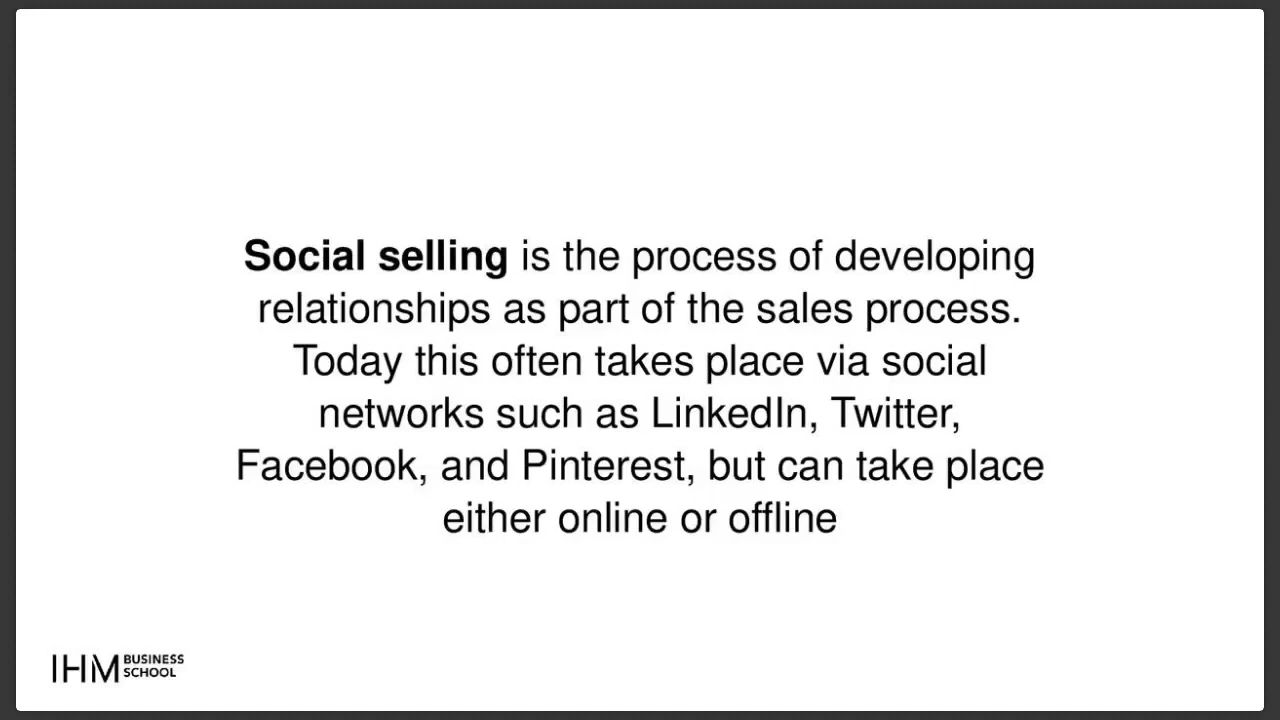 Social selling is the process of developing
relationships as part of the sales process.
Today this often takes place via social
networks such as LinkedIn, Twitter,
Facebook, and Pinterest, but can take place
either online or offline
IHM BUSINESS
SCHOOL